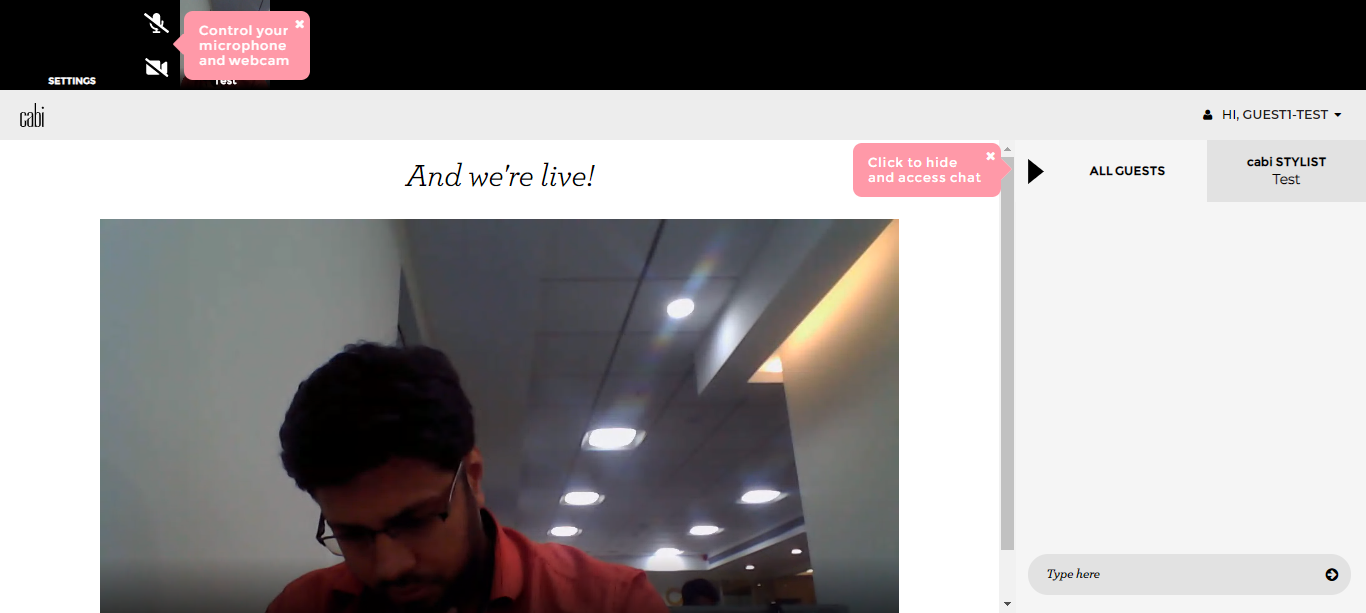 Control your
microphone
and webcam
SETTINGS
Test
cabi
HI, GUEST1-TEST
And we're live!
Click to hide
and access chat
ALL GUESTS
cabi STYLIST
Test
Type here